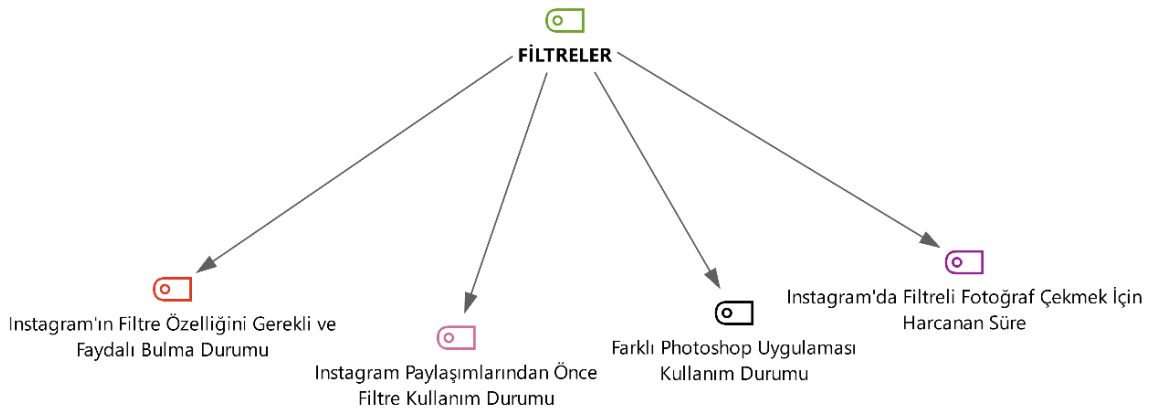 FİLTRELER
Instagram'ın Filtre Özelliğini Gerekli ve
Faydalı Bulma Durumu
Instagram Paylaşımlarından Önce
Filtre Kullanım Durumu
Farklı Photoshop Uygulaması
Kullanım Durumu
Instagram'da Filtreli Fotoğraf Çekmek İçin
Harcanan Süre